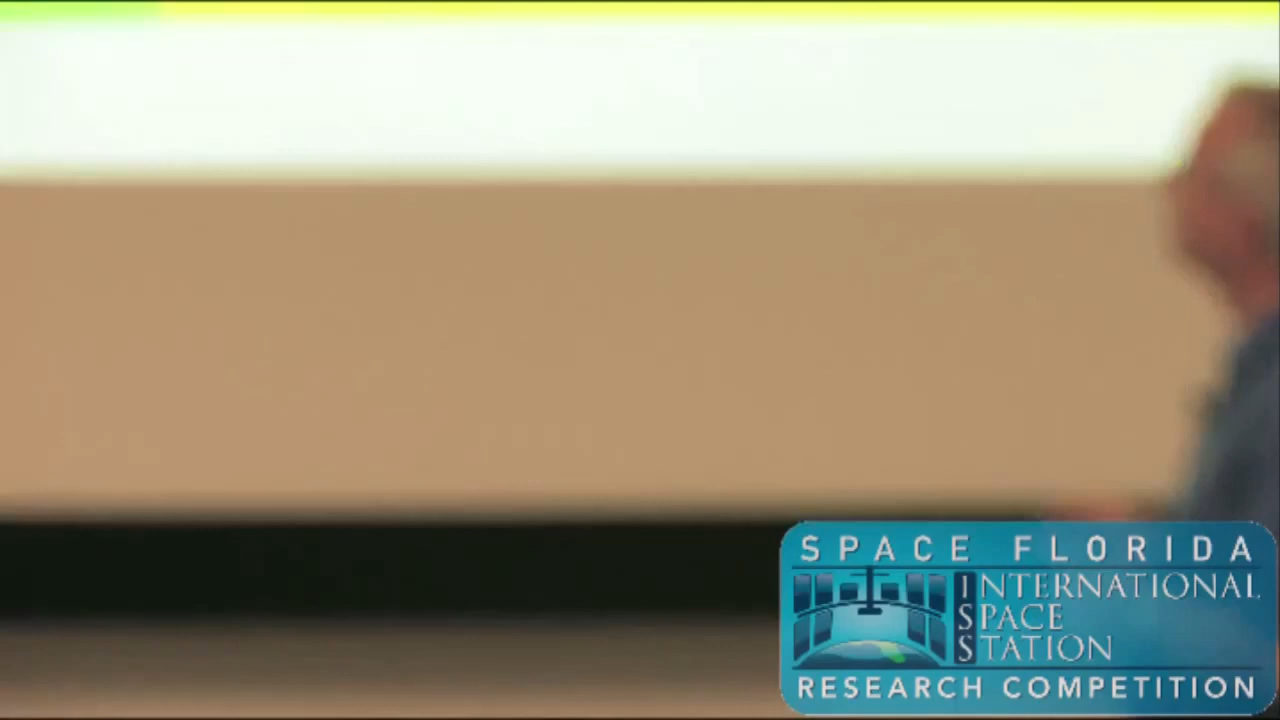 SPACE FLORIDA
INTERNATIONAL
SPACE
STATION
RESEARCH COMPETITION